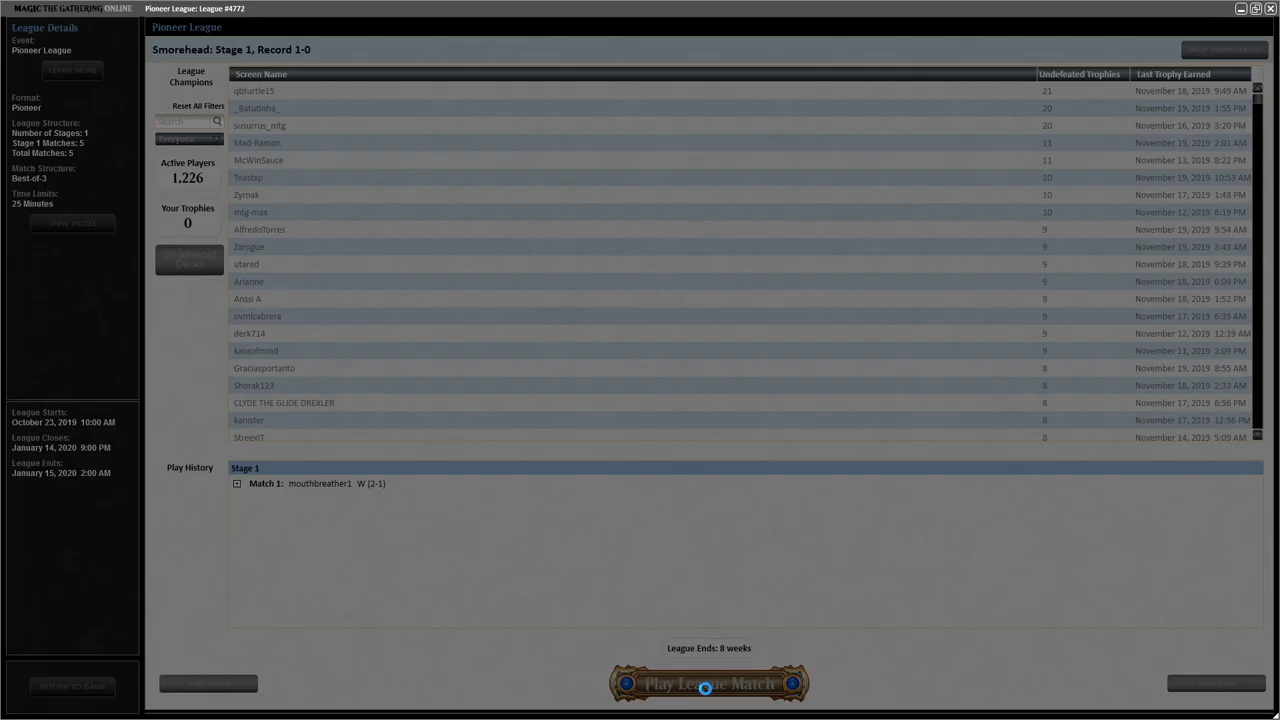 MAGIC THE GATHERING ONLINE
Pioneer League: League #4772
League Details
Event:
Pioneer League
LEARN MORE
Format:
Pioneer
League Structure:
Number of Stages: 1
Stage 1 Matches: 5
Total Matches: 5
Match Structure:
Best-of-3
Time Limits:
25 Minutes
VIEW PRIZES
League Starts:
October 23, 2019 10:00 AM
League Closes:
January 14, 2020 9:00 PM
League Ends:
January 15, 2020 2:00 AM
RETURN TO GAME
Pioneer League
Smorehead: Stage 1, Record 1-0
League Champions
Reset All Filters
Search
Everyone
Active Players
1,226
Your Trophies
0
Undefeated Decks
Screen Name Undefeated Trophies Last Trophy Earned
qbturtle15 21 November 18, 2019 9:49 AM
_Batutinha_ 20 November 19, 2019 1:55 PM
susurrus_mtg 20 November 16, 2019 3:20 PM
Mad-Ramon 11 November 19, 2019 2:01 AM
McWinSauce 11 November 13, 2019 8:22 PM
Toastxp 10 November 19, 2019 10:53 AM
Zyrnak 10 November 17, 2019 1:48 PM
mtg-max 10 November 12, 2019 6:19 PM
AlfredoTorres 9 November 19, 2019 9:54 AM
Zxrogue 9 November 19, 2019 3:43 AM
utared 9 November 18, 2019 9:39 PM
Arianne 9 November 18, 2019 6:09 PM
Anssi A 9 November 18, 2019 1:52 PM
ovmlcabrera 9 November 17, 2019 6:39 AM
derk714 9 November 12, 2019 12:19 AM
kaosofmind 9 November 11, 2019 2:09 PM
Graciasportanto 8 November 19, 2019 8:55 AM
Shorak123 8 November 18, 2019 2:33 AM
CLYDE THE GLIDE DREXLER 8 November 17, 2019 6:56 PM
kanister 8 November 17, 2019 12:56 PM
StreexIT 8 November 14, 2019 5:09 AM
Play History
Stage 1
Match 1: mouthbreather1 W (2-1)
League Ends: 8 weeks
Play League Match